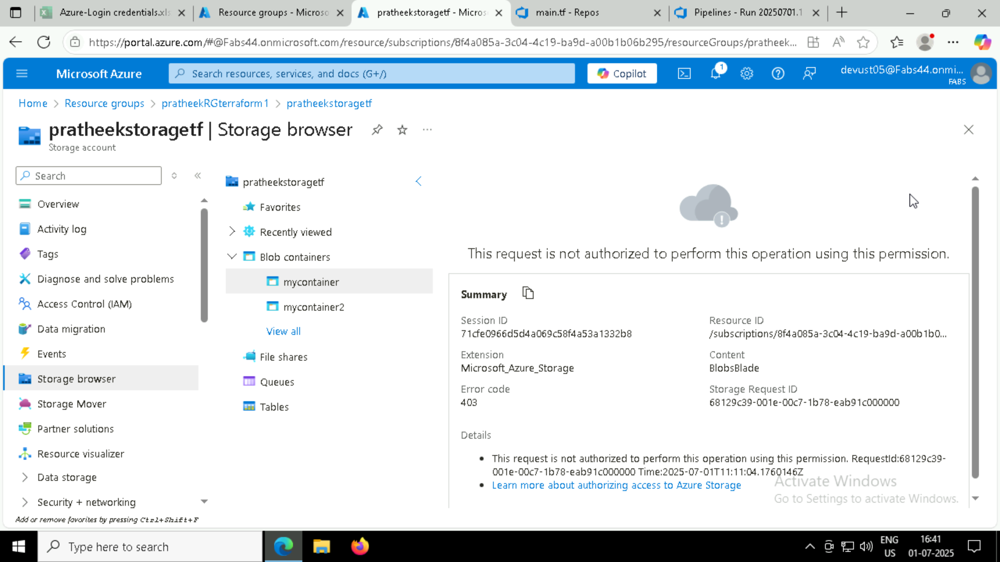 Azure-Login credentials.xls
Resource groups - Microso
pratheekstoragetf - Micros
main.tf - Repos
Pipelines - Run 20250701.1
https://portal.azure.com/#@Fabs44.onmicrosoft.com/resource/subscriptions/8f4a085a-3c04-4c19-ba9d-a00b1b06b295/resourceGroups/pratheek...
Microsoft Azure
Search resources, services, and docs (G+/)
Copilot
1
devust05@Fabs44.onmi...
FABS
Home > Resource groups > pratheekRGterraform1 > pratheekstoragetf
pratheekstoragetf | Storage browser
Storage account
Search
Overview
Activity log
Tags
Diagnose and solve problems
Access Control (IAM)
Data migration
Events
Storage browser
Storage Mover
Partner solutions
Resource visualizer
Data storage
Security + networking
Add or remove favorites by pressing Ctrl+Shift+F
pratheekstoragetf
Favorites
Recently viewed
Blob containers
mycontainer
mycontainer2
View all
File shares
Queues
Tables
This request is not authorized to perform this operation using this permission.
Summary
Session ID
71cfe0966d5d4a069c58f4a53a1332b8
Resource ID
/subscriptions/8f4a085a-3c04-4c19-ba9d-a00b1b0...
Extension
Microsoft_Azure_Storage
Content
BlobsBlade
Error code
403
Storage Request ID
68129c39-001e-00c7-1b78-eab91c000000
Details
This request is not authorized to perform this operation using this permission. RequestId:68129c39-
001e-00c7-1b78-eab91c000000 Time:2025-07-01T11:11:04.1760146Z
Learn more about authorizing access to Azure Storage
Activate Windows
Go to Settings to activate Windows.
Type here to search
ENG
US
16:41
01-07-2025